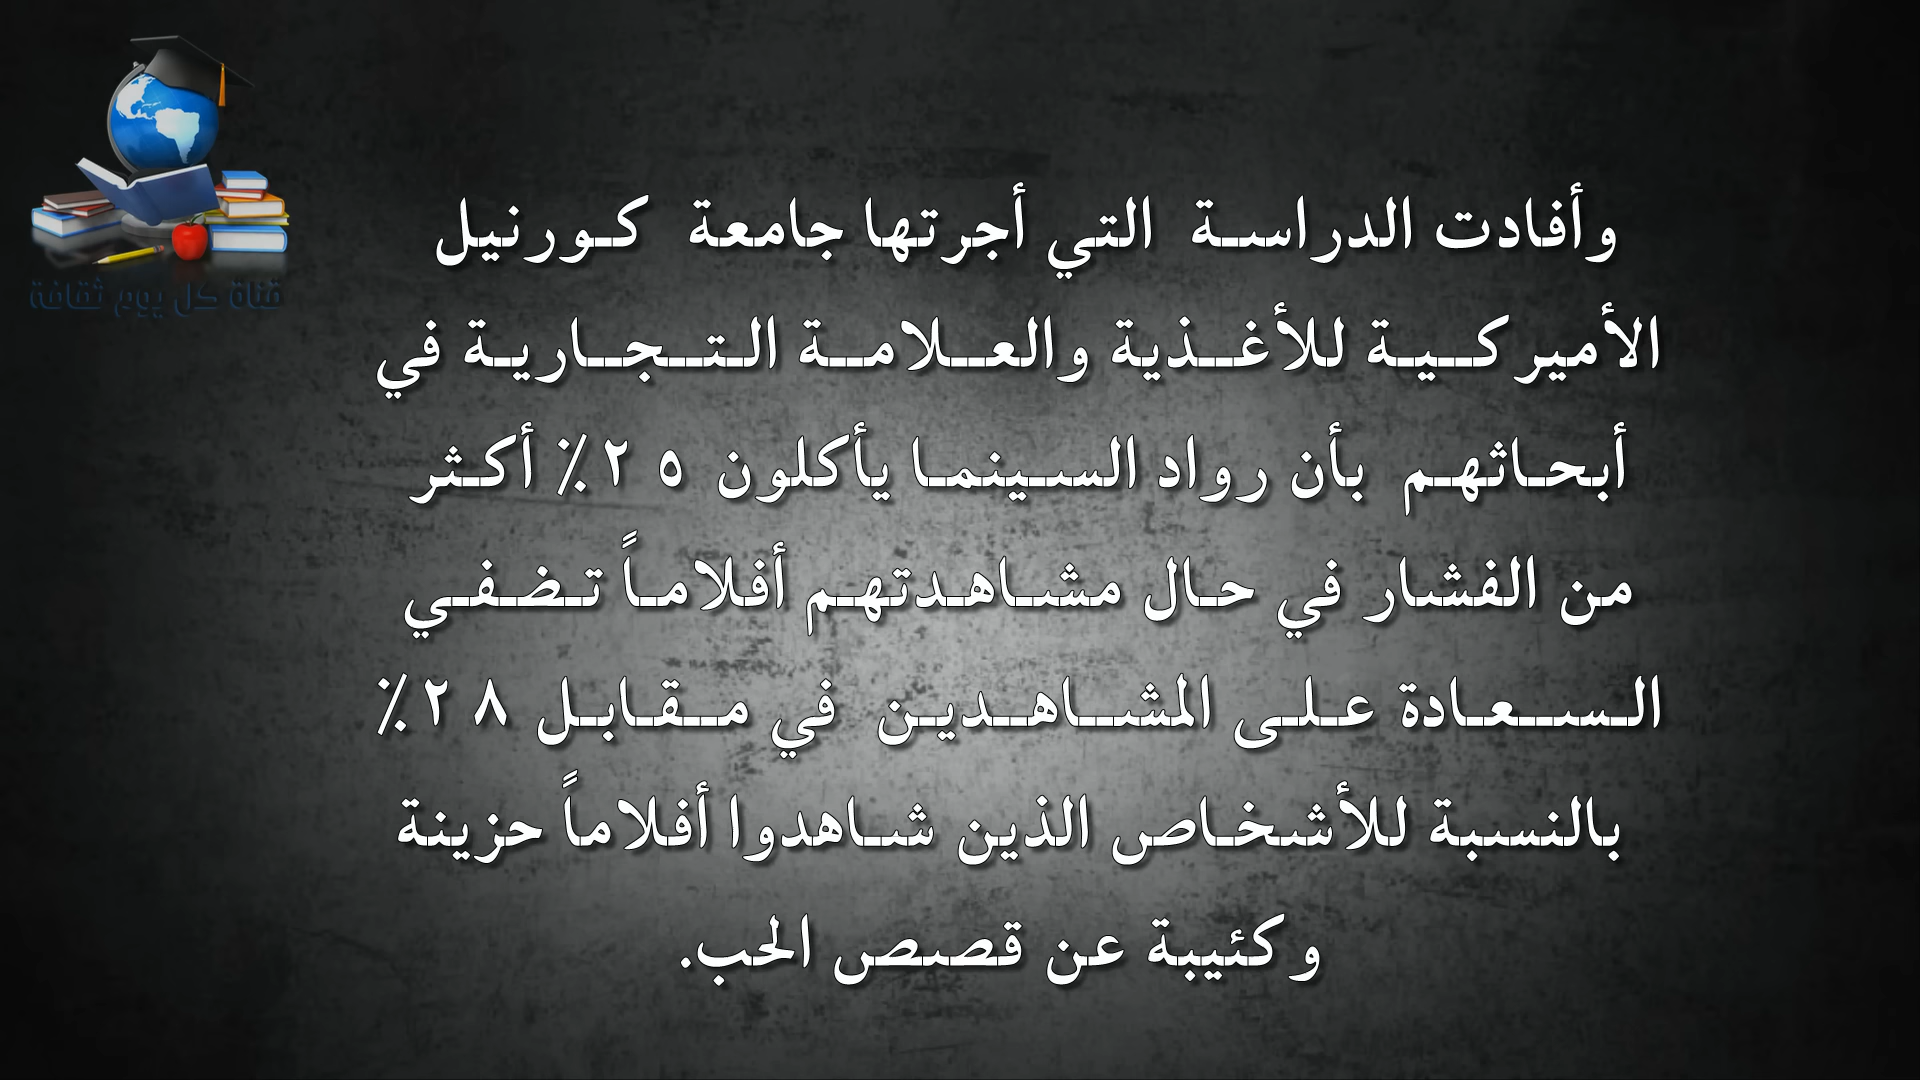 قناة كل يوم ثقافة
وأفادت الدراسة التي أجرتها جامعة كورنيل
الأميركية للأغذية والعلامة التجارية في
أبحاثهم بأن رواد السينما يأكلون ٢٥٪ أكثر
من الفشار في حال مشاهدتهم أفلاماً تضفي
السعادة على المشاهدين في مقابل ٢٨٪
بالنسبة للأشخاص الذين شاهدوا أفلاماً حزينة
وكئيبة عن قصص الحب.